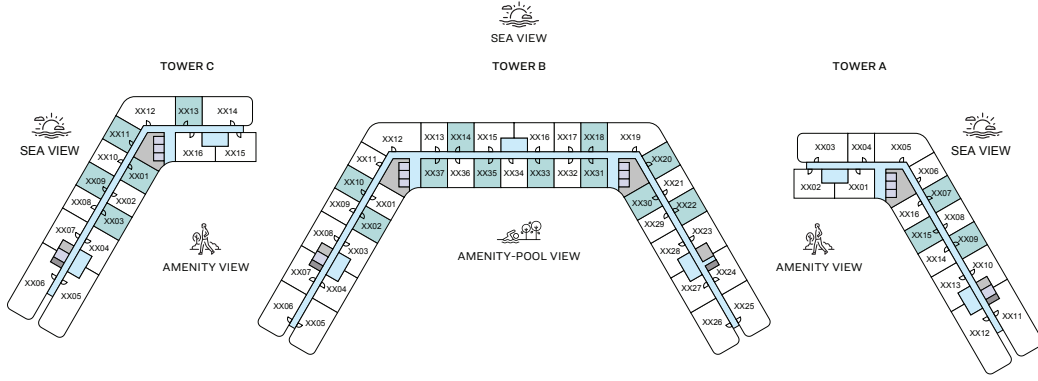 SEA VIEW
TOWER C
TOWER B
TOWER A
SEA VIEW
AMENITY VIEW
XX12
XX13
XX14
XX11
XX10
XX16
XX15
XX01
XX09
XX02
XX08
XX03
XX07
XX04
XX06
XX05
AMENITY-POOL VIEW
XX12
XX13
XX14
XX15
XX16
XX17
XX18
XX19
XX11
XX37
XX36
XX35
XX34
XX33
XX32
XX31
XX20
XX10
XX01
XX21
XX09
XX02
XX30
XX22
XX08
XX03
XX29
XX23
XX07
XX04
XX28
XX24
XX06
XX05
XX27
XX25
XX26
SEA VIEW
AMENITY VIEW
XX03
XX04
XX05
XX02
XX01
XX06
XX07
XX16
XX08
XX15
XX09
XX14
XX10
XX13
XX11
XX12